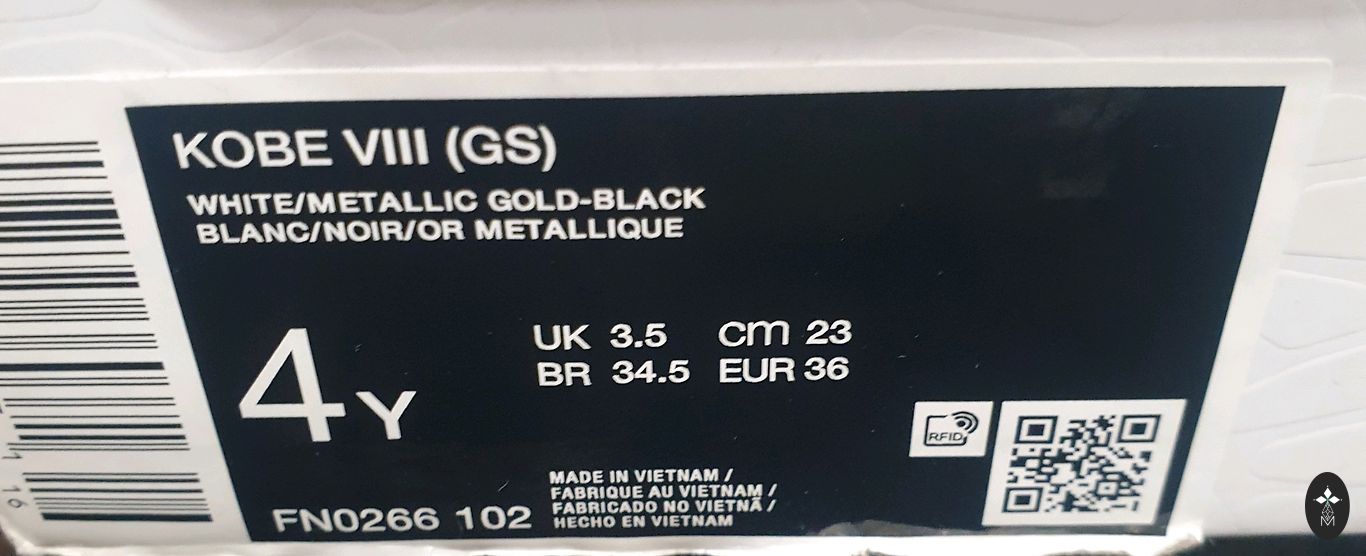 KOBE VIII (GS)
WHITE/METALLIC GOLD-BLACK
BLANC/NOIR/OR METALLIQUE
4Y
UK 3.5 cm 23
BR 34.5 EUR 36
RFID
MADE IN VIETNAM /
FABRIQUE AU VIETNAM /
FABRICADO NO VIETNÃ /
HECHO EN VIETNAM
FN0266 102